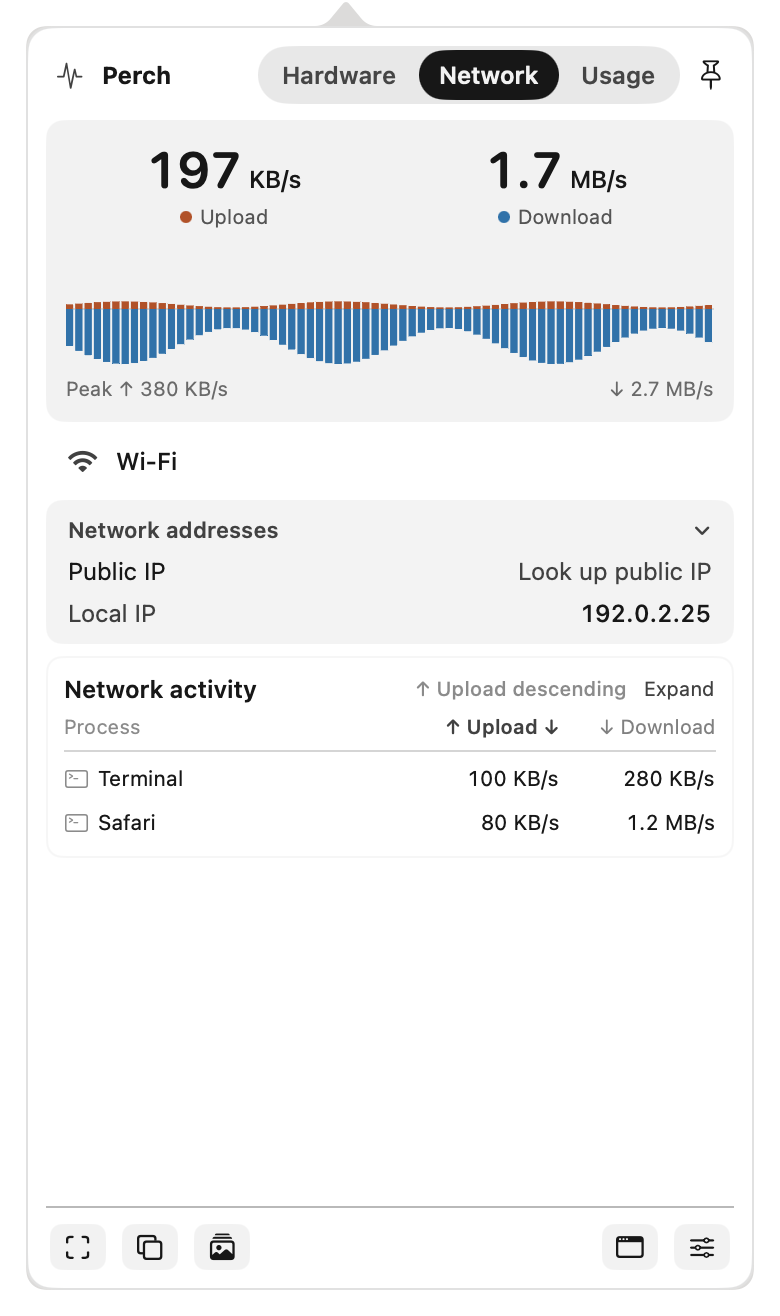 Perch Hardware Network Usage
197 KB/s 1.7 MB/s
Upload Download
Peak ↑ 380 KB/s ↓ 2.7 MB/s
Wi-Fi
Network addresses
Public IP Look up public IP
Local IP 192.0.2.25
Network activity ↑ Upload descending Expand
Process ↑ Upload ↓ ↓ Download
Terminal 100 KB/s 280 KB/s
Safari 80 KB/s 1.2 MB/s